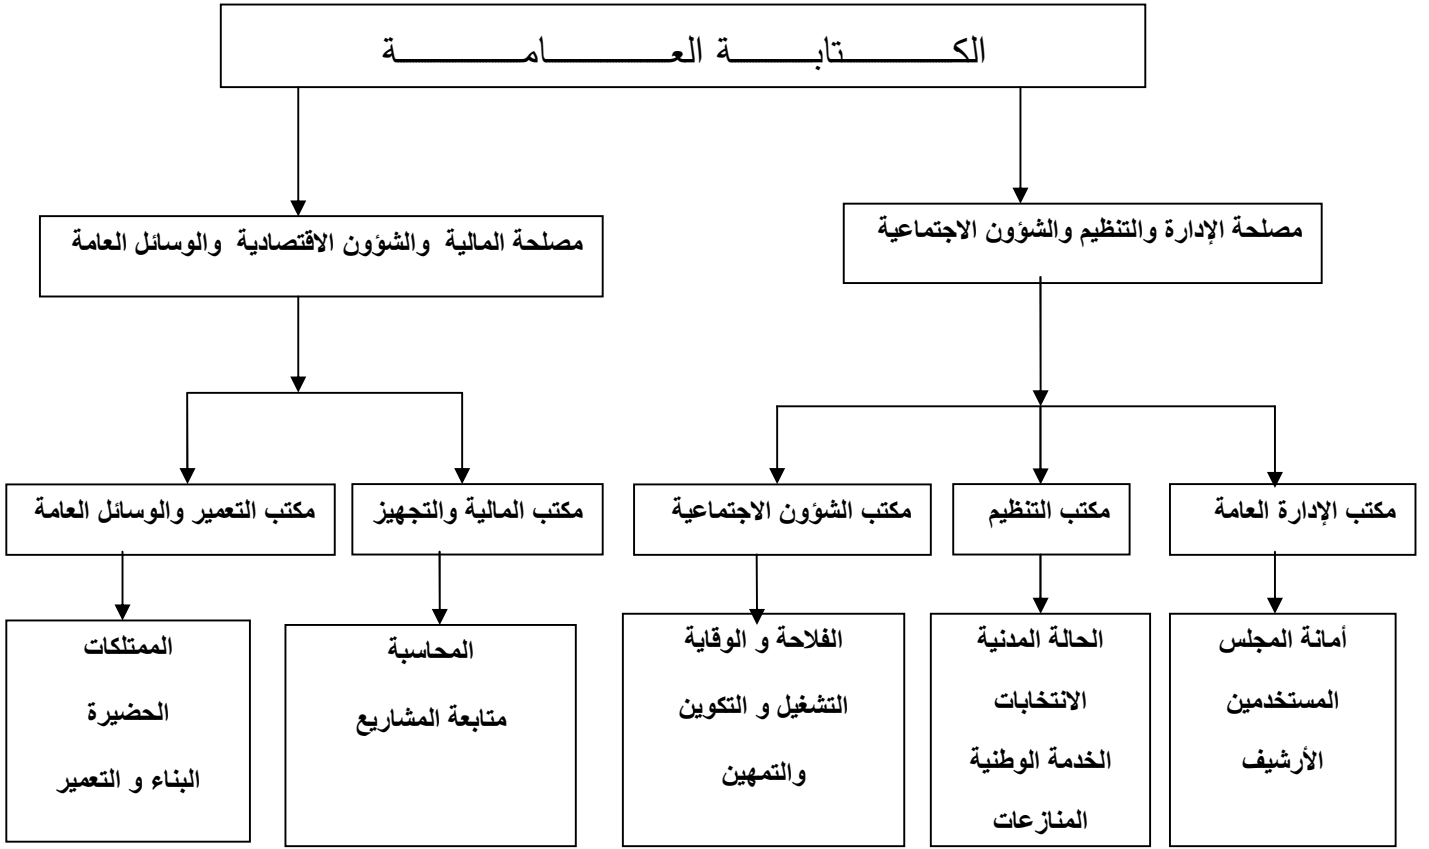 الكتابة العامة
مصلحة الإدارة والتنظيم والشؤون الاجتماعية
مصلحة المالية والشؤون الاقتصادية والوسائل العامة
مكتب الإدارة العامة
مكتب التنظيم
مكتب الشؤون الاجتماعية
مكتب المالية والتجهيز
مكتب التعمير والوسائل العامة
أمانة المجلس
المستخدمين
الأرشيف
الحالة المدنية
الانتخابات
الخدمة الوطنية
المنازعات
الفلاحة و الوقاية
التشغيل و التكوين
والتمهين
المحاسبة
متابعة المشاريع
الممتلكات
الحضيرة
البناء و التعمير